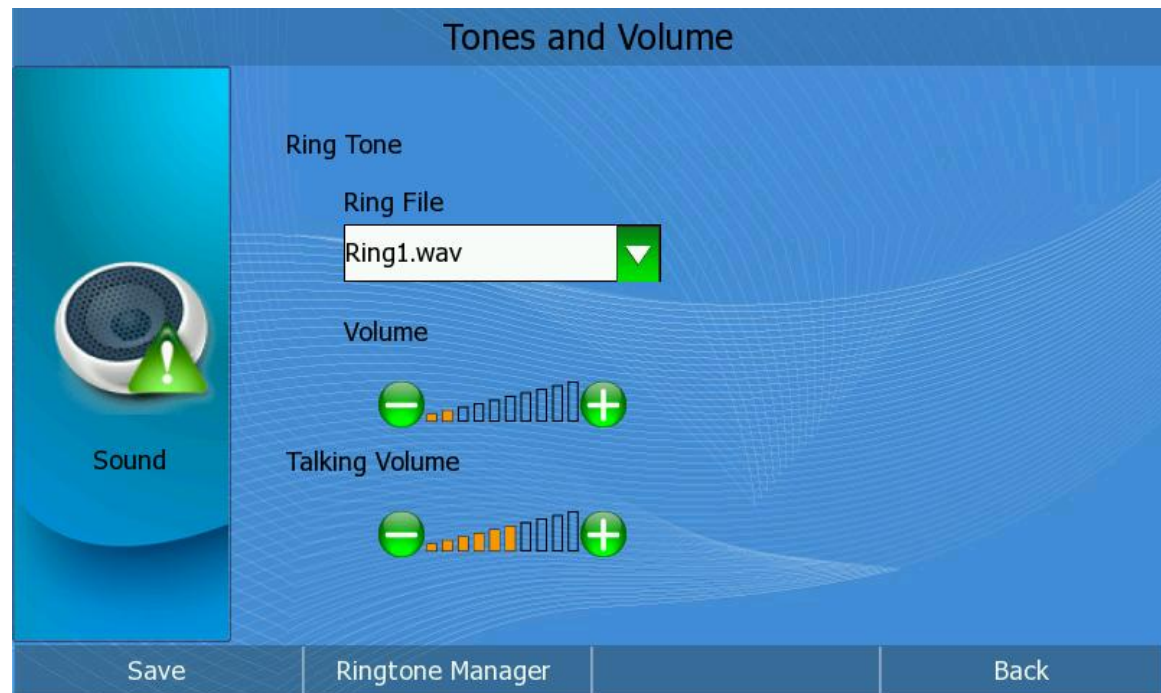 Tones and Volume
Ring Tone
Ring File
Ring1.wav
Volume
Sound
Talking Volume
Save
Ringtone Manager
Back